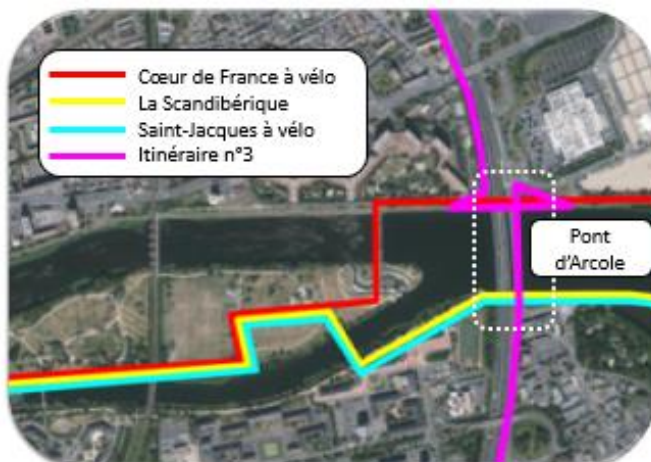 Cœur de France à vélo
La Scandibérique
Saint-Jacques à vélo
Itinéraire n°3
Pont
d'Arcole